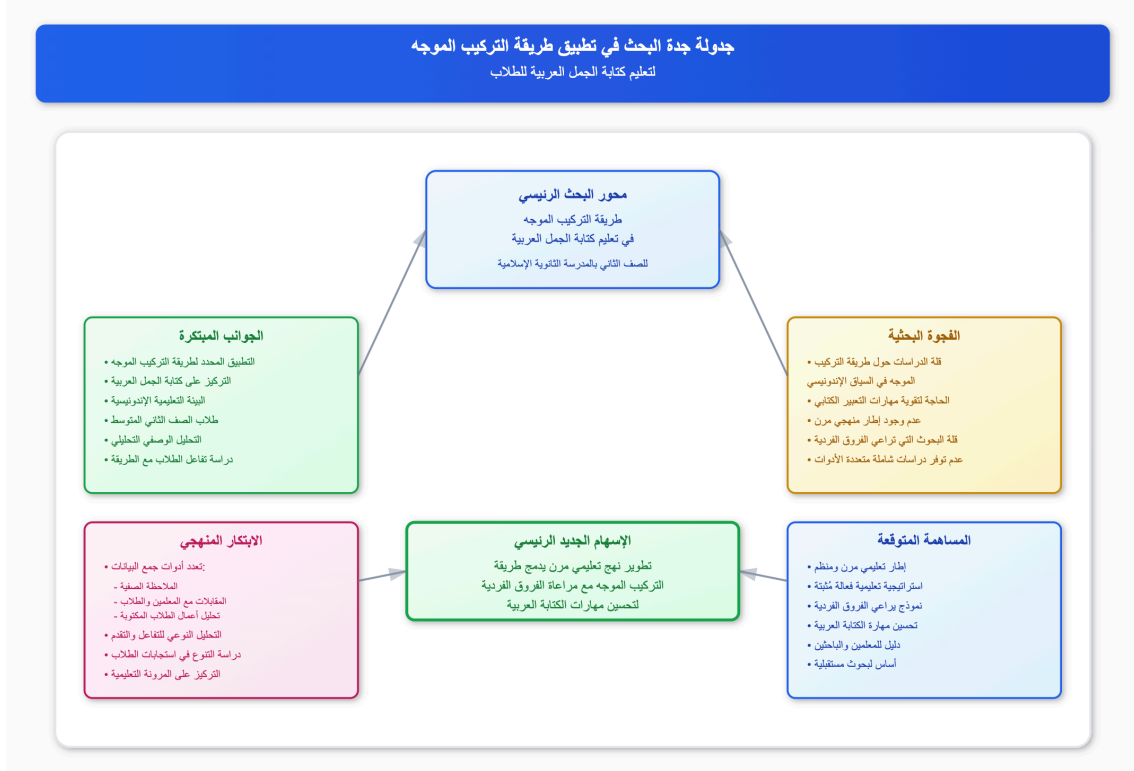 جدولة جدة البحث في تطبيق طريقة التركيب الموجه
لتعليم كتابة الجمل العربية للطلاب
محور البحث الرئيسي
طريقة التركيب الموجه
في تعليم كتابة الجمل العربية
للصف الثاني بالمدرسة الثانوية الإسلامية
الفجوة البحثية
• قلة الدراسات حول طريقة التركيب
الموجه في السياق الإندونيسي
• الحاجة لتقوية مهارات التعبير الكتابي
• عدم وجود إطار منهجي مرن
• قلة البحوث التي تراعي الفروق الفردية
• عدم توفر دراسات شاملة متعددة الأدوات
الجوانب المبتكرة
• التطبيق المحدد لطريقة التركيب الموجه
• التركيز على كتابة الجمل العربية
• البيئة التعليمية الإندونيسية
• طلاب الصف الثاني المتوسط
• التحليل الوصفي التحليلي
• دراسة تفاعل الطلاب مع الطريقة
المساهمة المتوقعة
• إطار تعليمي مرن ومنظم
• استراتيجية تعليمية فعالة مُثبتة
• نموذج يراعي الفروق الفردية
• تحسين مهارة الكتابة العربية
• دليل للمعلمين والباحثين
• أساس لبحوث مستقبلية
الإسهام الجديد الرئيسي
تطوير نهج تعليمي مرن يدمج طريقة
التركيب الموجه مع مراعاة الفروق الفردية
لتحسين مهارات الكتابة العربية
الابتكار المنهجي
• تعدد أدوات جمع البيانات:
- الملاحظة الصفية
- المقابلات مع المعلمين والطلاب
- تحليل أعمال الطلاب المكتوبة
• التحليل النوعي للتفاعل والتقدم
• دراسة التنوع في استجابات الطلاب
• التركيز على المرونة التعليمية